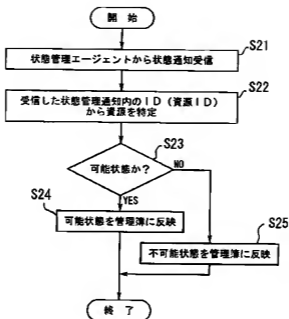 開始
状態管理エージェントから状態通知受信
S21
受信した状態管理通知内のID（資源ID）
から資源を特定
S22
可能状態か？
S23
NO
YES
S24
可能状態を管理簿に反映
S25
不可能状態を管理簿に反映
終了